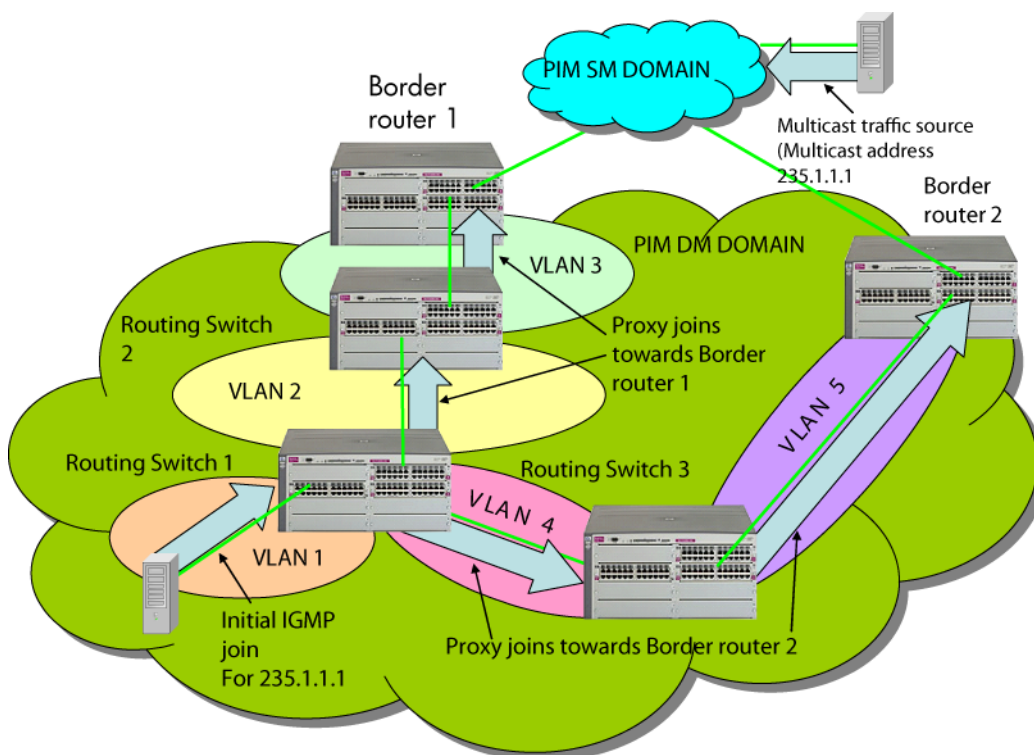 PIM SM DOMAIN
Border
router 1
Multicast traffic source
(Multicast address
235.1.1.1
Border
router 2
PIM DM DOMAIN
VLAN 3
Routing Switch
2
Proxy joins
towards Border
router 1
VLAN 2
VLAN 5
Routing Switch 1
Routing Switch 3
VLAN 4
VLAN 1
Initial IGMP
join
For 235.1.1.1
Proxy joins towards Border router 2